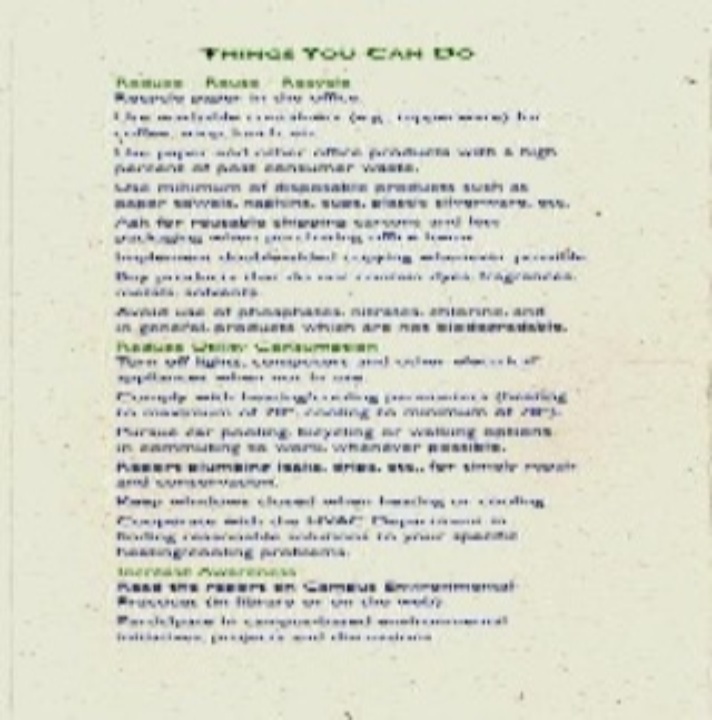 THINGS YOU CAN DO
Reduce Reuse Recycle
Recycle paper in the office.
Use washable containers (e.g., tupperware) for
coffee, soup, lunch, etc.
Use paper and other office products with a high
percent of post consumer waste.
Use minimum of disposable products such as
paper towels, napkins, cups, plastic silverware, etc.
Ask for reusable shipping cartons and less
packaging when purchasing office items.
Implement doublesided copying whenever possible.
Buy products that do not contain dyes, fragrances,
metals, solvents.
Avoid use of phosphates, nitrates, chlorine, and
in general, products which are not biodegradable.
Reduce Utility Consumption
Turn off lights, computers and other electrical
appliances when not in use.
Comply with heating/cooling parameters (heating
to maximum of cooling to minimum of
Pursue car pooling, bicycling or walking options
in commuting to work, whenever possible.
Report plumbing leaks, drips, etc., for timely repair
and conservation.
Keep windows closed when heating or cooling
Cooperate with the HVAC Department in
finding reasonable solutions to your specific
heating/cooling problems.
Increase Awareness
Read the report on Campus Environmental
Practices (in library or on the web)
Participate in campus-based environmental
initiatives, projects and discussions